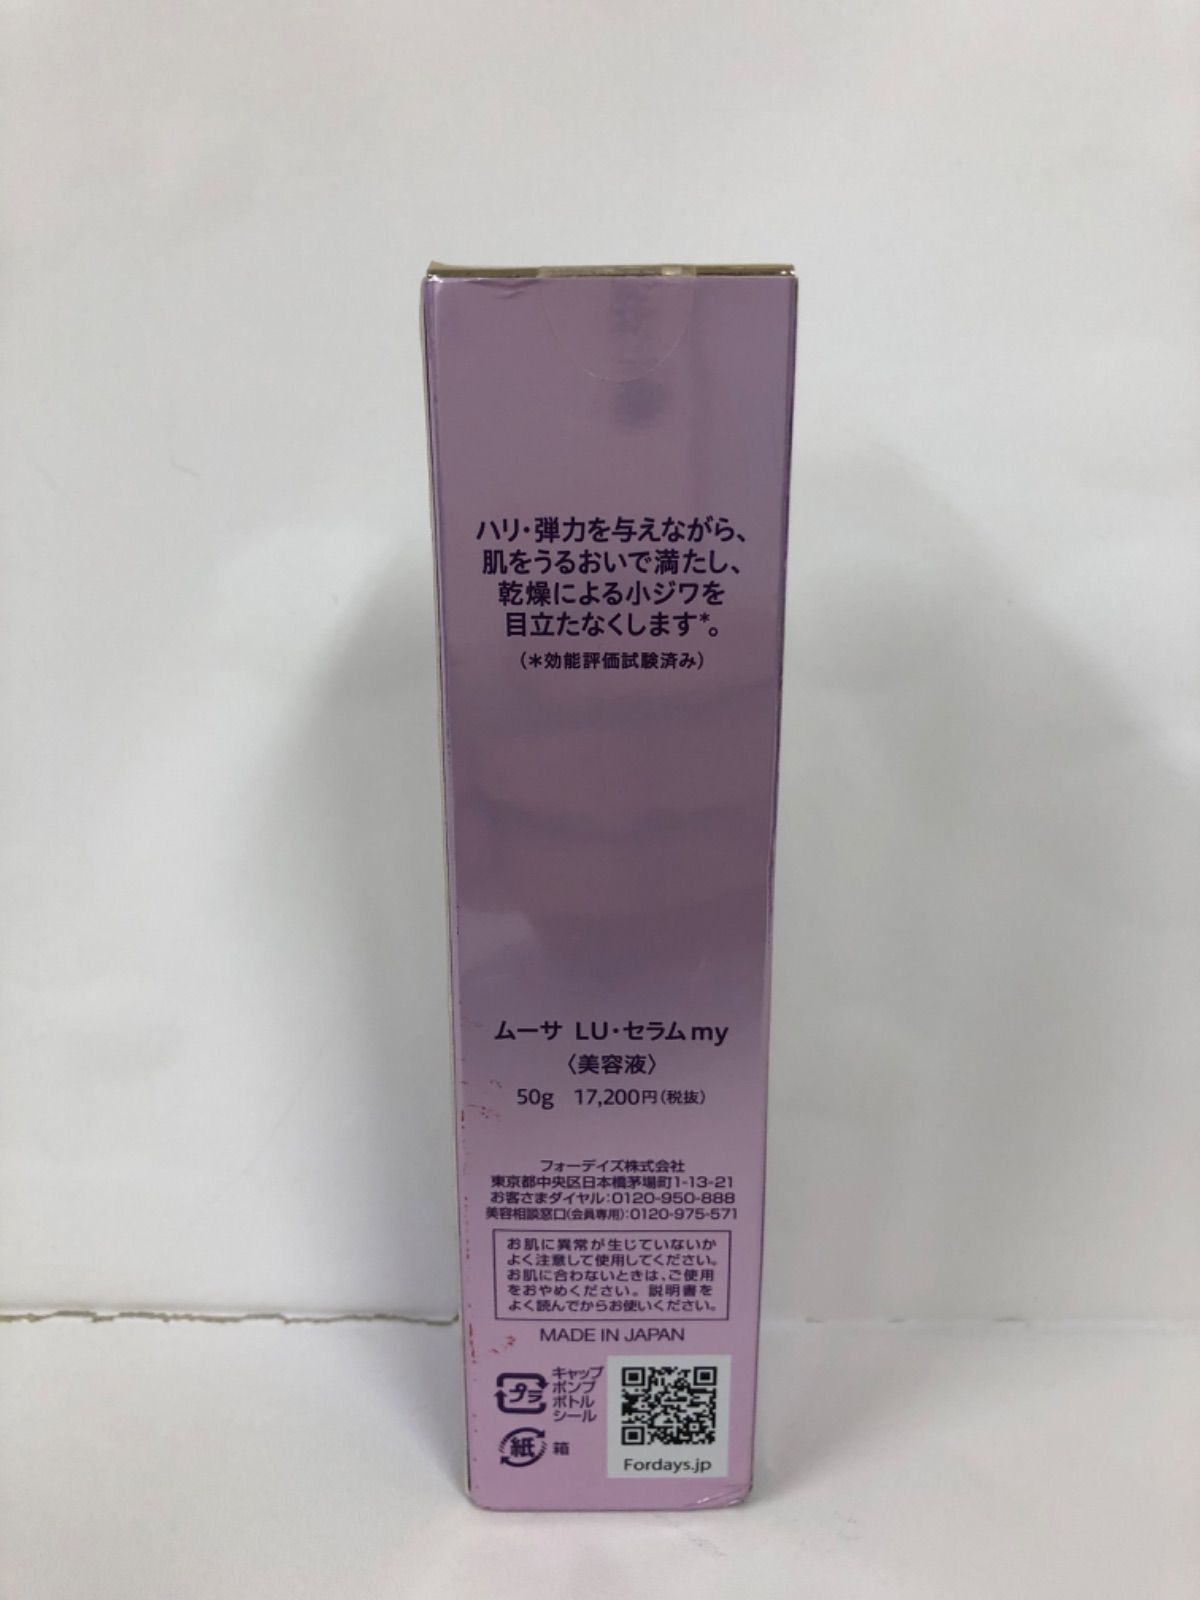 ハリ・弾力を与えながら、
肌をうるおいで満たし、
乾燥による小ジワを
目立たなくします*。
(*効能評価試験済み)
ムーサ LU・セラムmy
〈美容液〉
50g 17,200円(税抜)
フォーデイズ株式会社
東京都中央区日本橋茅場町1-13-21
お客さまダイヤル:0120-950-888
美容相談窓口(会員専用):0120-975-571
お肌に異常が生じていないか
よく注意して使用してください。
お肌に合わないときは、ご使用
をおやめください。説明書を
よく読んでからお使いください。
MADE IN JAPAN
プラ
キャップ
ポンプ
ボトル
シール
紙 箱
Fordays.jp